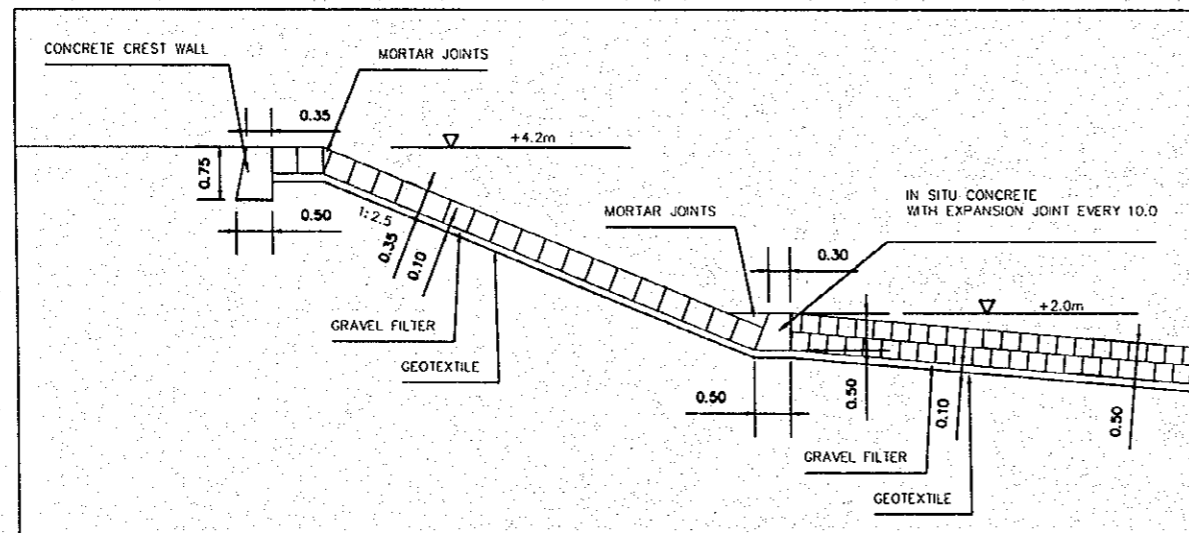 CONCRETE CREST WALL
MORTAR JOINTS
0.35
+4.2m
0.75
0.50
1:2.5
0.35
0.10
GRAVEL FILTER
GEOTEXTILE
MORTAR JOINTS
IN SITU CONCRETE
WITH EXPANSION JOINT EVERY 10.0
0.30
+2.0m
0.50
0.50
0.10
0.50
GRAVEL FILTER
GEOTEXTILE